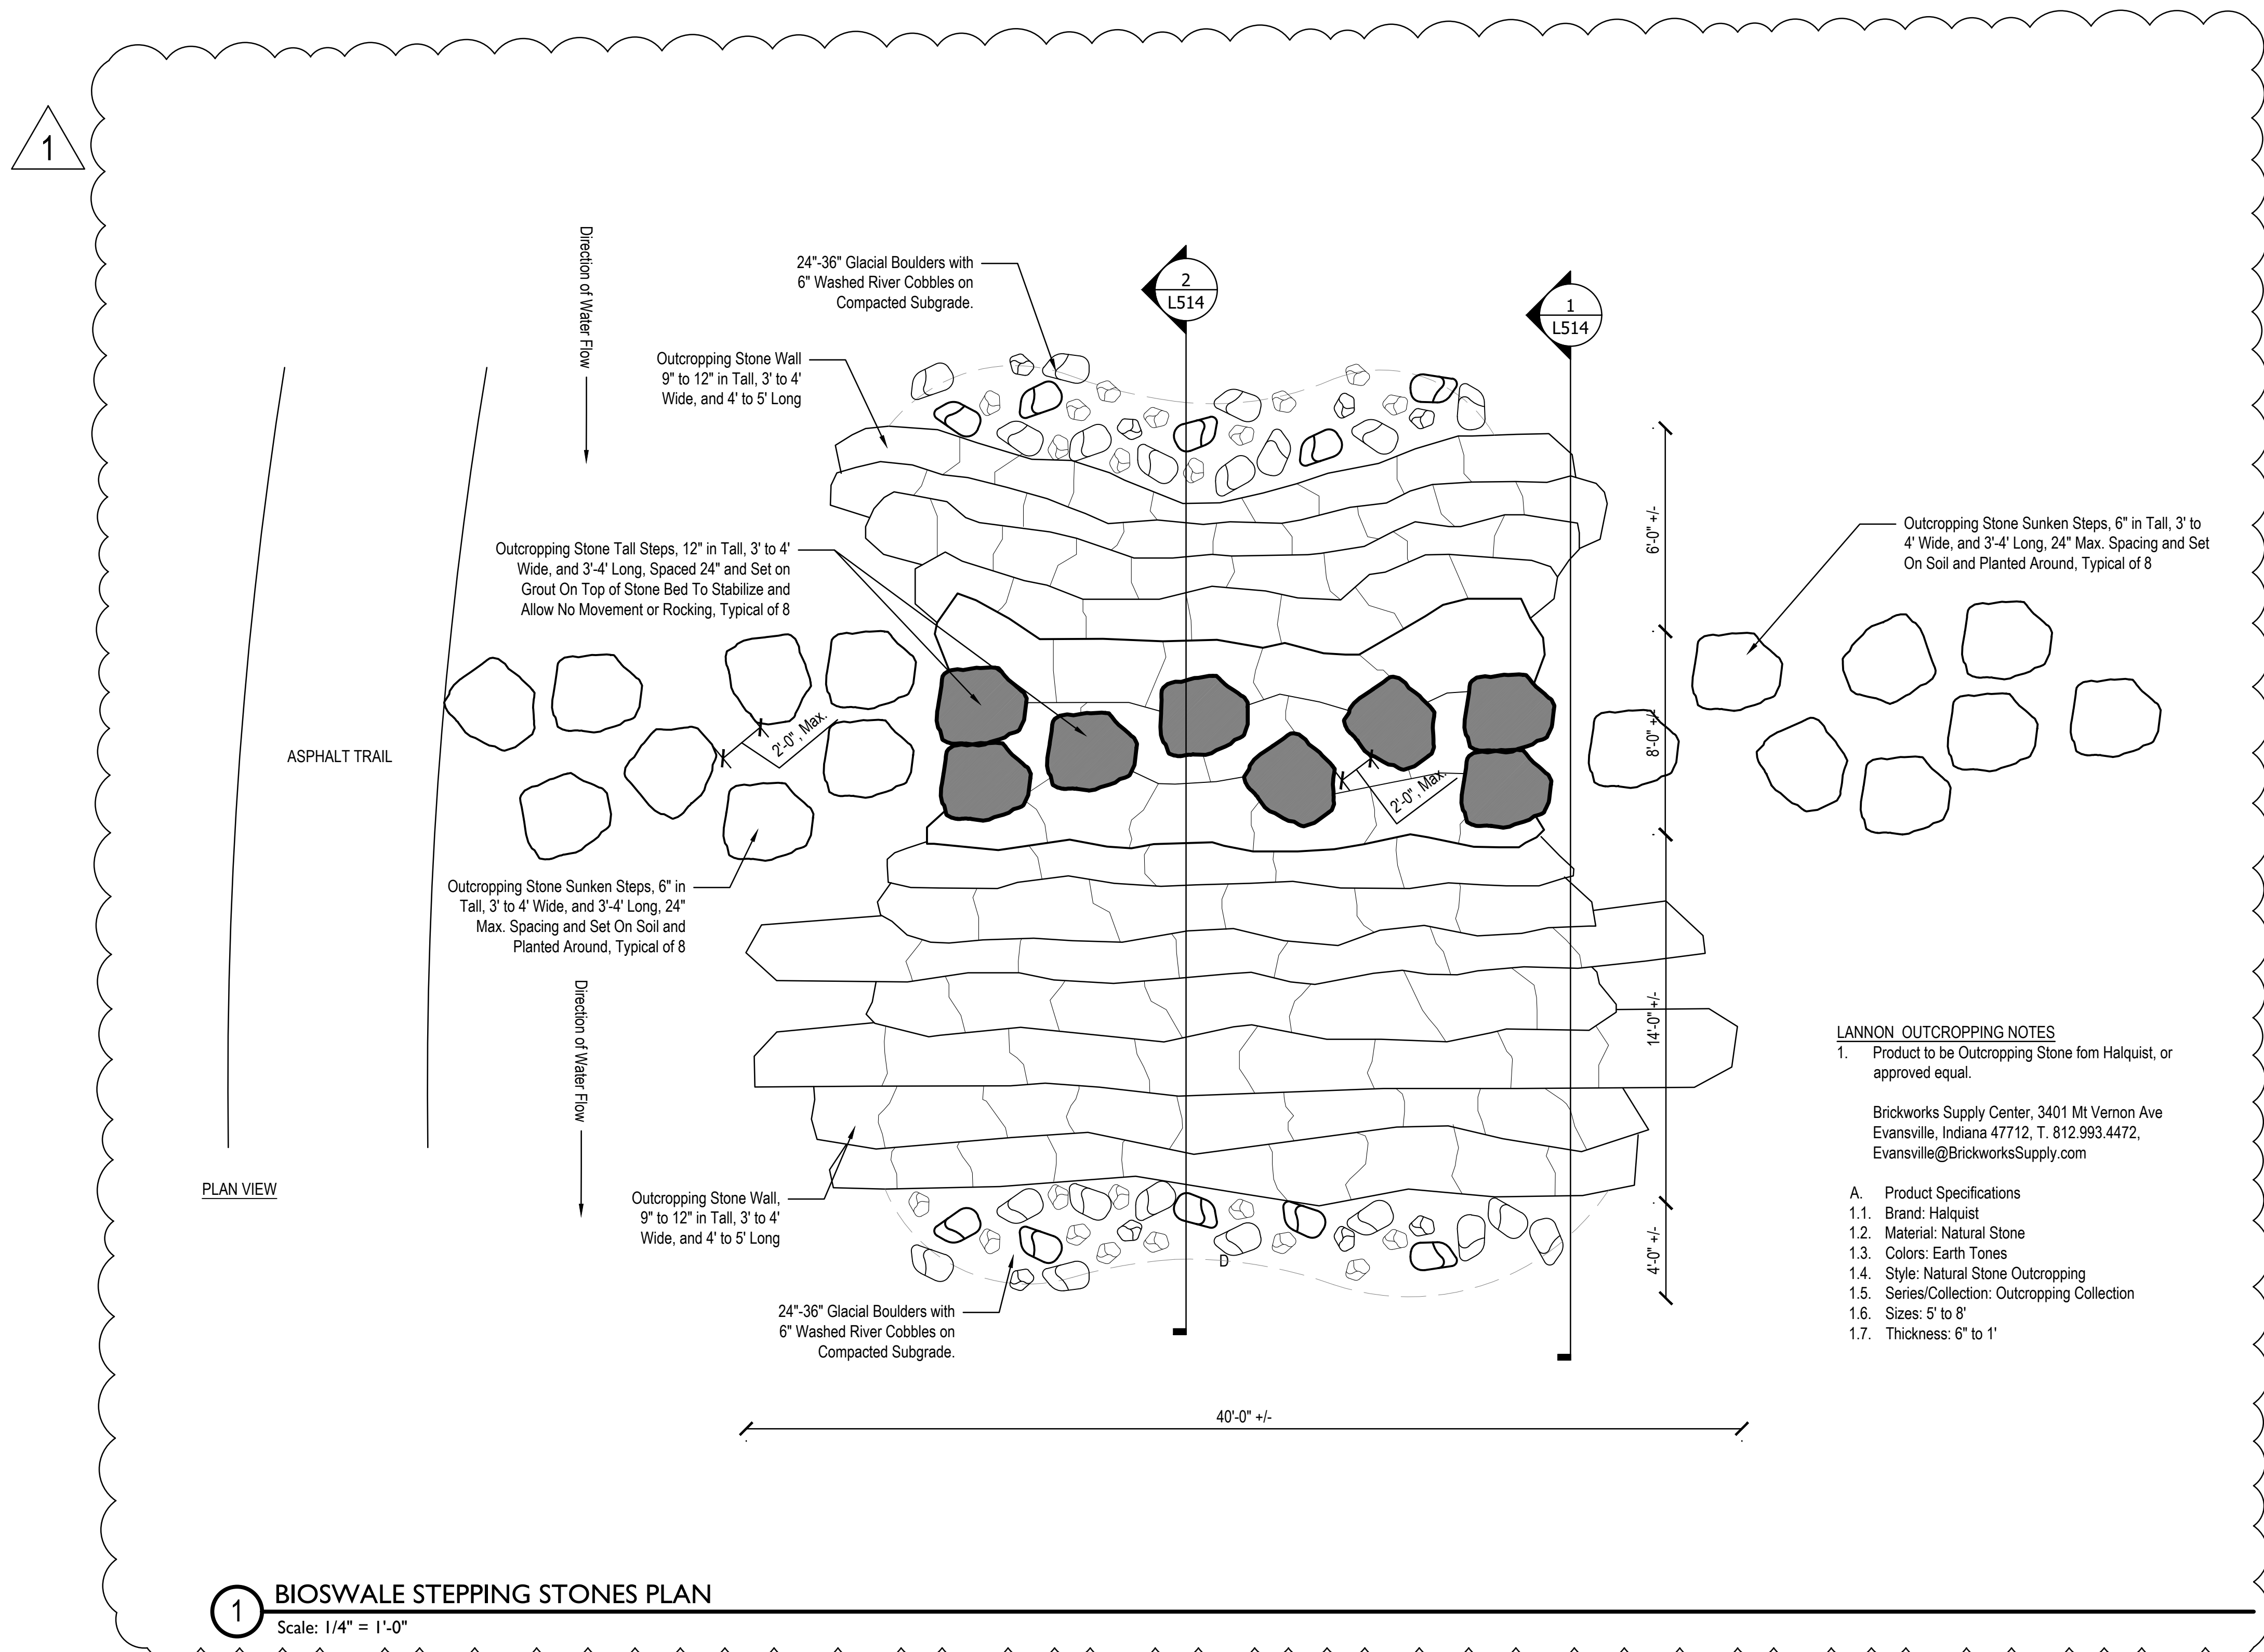 1
Direction of Water Flow
24"-36" Glacial Boulders with
6" Washed River Cobbles on
Compacted Subgrade.
2
L514
1
L514
Outcropping Stone Wall
9" to 12" in Tall, 3' to 4'
Wide, and 4' to 5' Long
6'-0" +/-
Outcropping Stone Sunken Steps, 6" in Tall, 3' to
4' Wide, and 3'-4' Long, 24" Max. Spacing and Set
On Soil and Planted Around, Typical of 8
Outcropping Stone Tall Steps, 12" in Tall, 3' to 4'
Wide, and 3'-4' Long, Spaced 24" and Set on
Grout On Top of Stone Bed To Stabilize and
Allow No Movement or Rocking, Typical of 8
2'-0", Max.
8'-0" +/-
ASPHALT TRAIL
2'-0", Max.
Outcropping Stone Sunken Steps, 6" in
Tall, 3' to 4' Wide, and 3'-4' Long, 24"
Max. Spacing and Set On Soil and
Planted Around, Typical of 8
Direction of Water Flow
14'-0" +/-
LANNON OUTCROPPING NOTES
1. Product to be Outcropping Stone fom Halquist, or
approved equal.
Brickworks Supply Center, 3401 Mt Vernon Ave
Evansville, Indiana 47712, T. 812.993.4472,
Evansville@BrickworksSupply.com
A. Product Specifications
1.1. Brand: Halquist
1.2. Material: Natural Stone
1.3. Colors: Earth Tones
1.4. Style: Natural Stone Outcropping
1.5. Series/Collection: Outcropping Collection
1.6. Sizes: 5' to 8'
1.7. Thickness: 6" to 1'
PLAN VIEW
Outcropping Stone Wall,
9" to 12" in Tall, 3' to 4'
Wide, and 4' to 5' Long
D
4'-0" +/-
24"-36" Glacial Boulders with
6" Washed River Cobbles on
Compacted Subgrade.
40'-0" +/-
1
BIOSWALE STEPPING STONES PLAN
Scale: 1/4" = 1'-0"